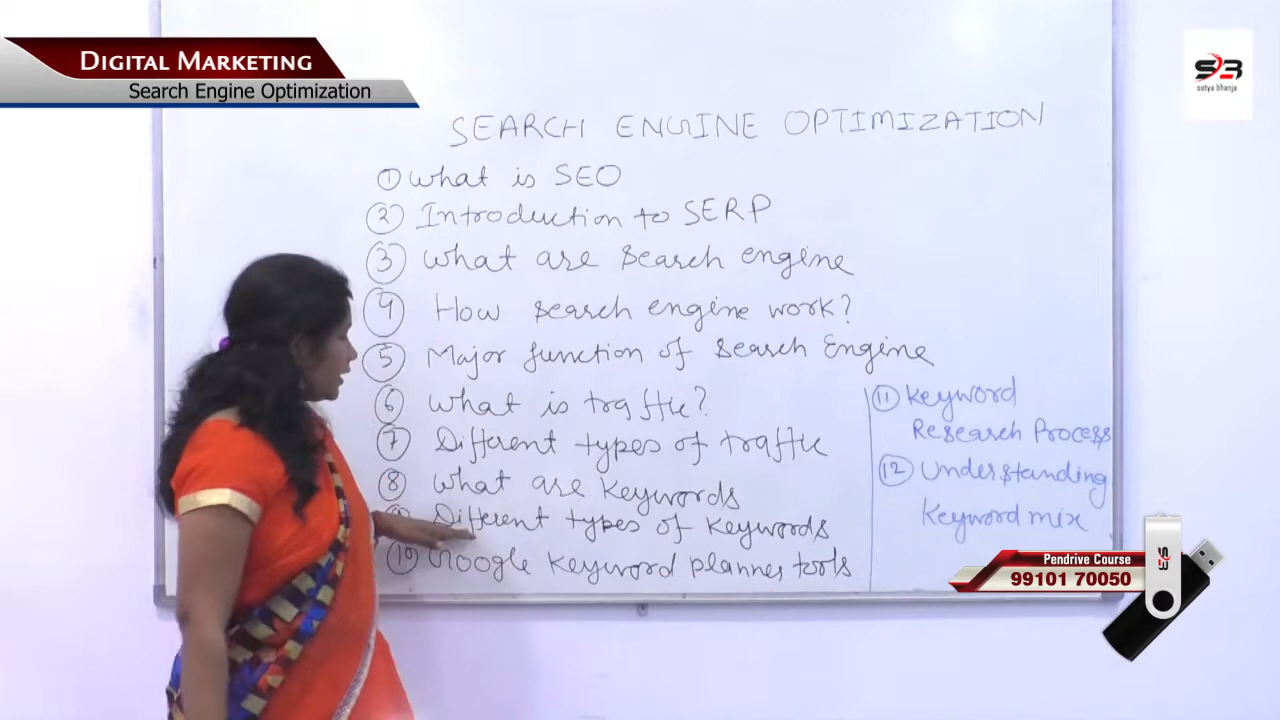 DIGITAL MARKETING
Search Engine Optimization
S B
satya bhanja
SEARCH ENGINE OPTIMIZATION
① What is SEO
② Introduction to SERP
③ What are Search engine
④ How search engine work?
⑤ Major function of Search Engine
⑥ What is traffic?
⑦ Different types of traffic
⑧ What are Keywords
⑨ Different types of Keywords
⑩ Google Keyword planner tools
⑪ Keyword
Research Process
⑫ Understanding
Keyword mix
Pendrive Course
99101 70050